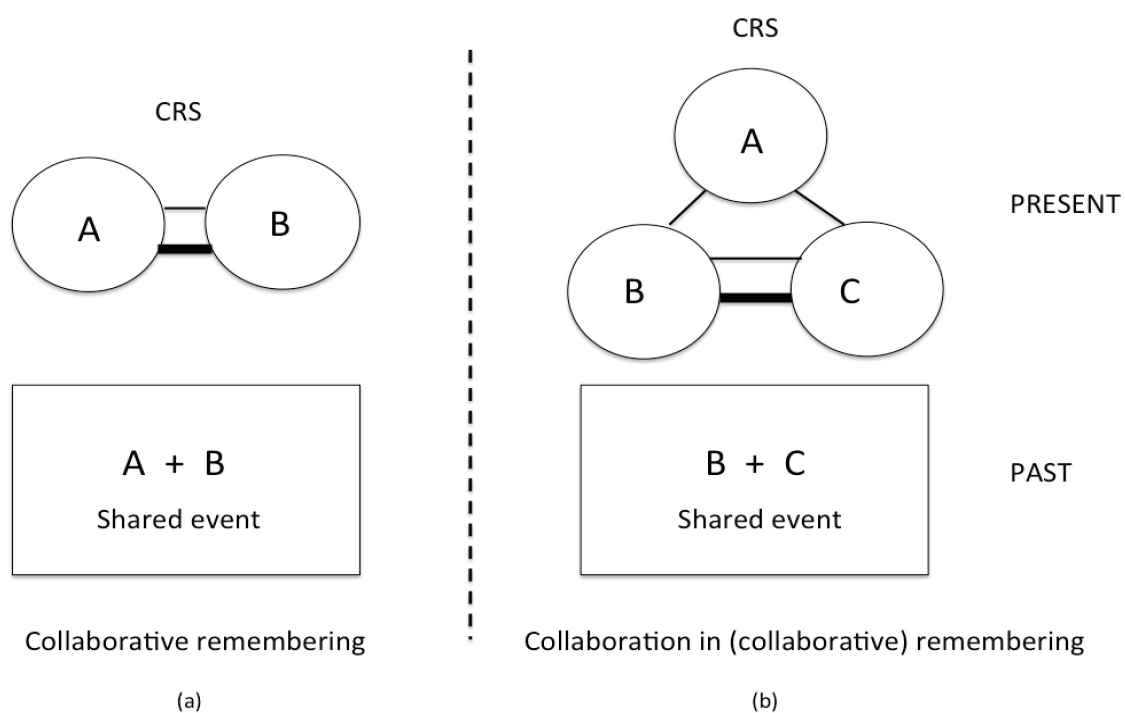 CRS
A
B
A + B
Shared event
Collaborative remembering
(a)
CRS
A
B
C
B + C
Shared event
Collaboration in (collaborative) remembering
(b)
PRESENT
PAST